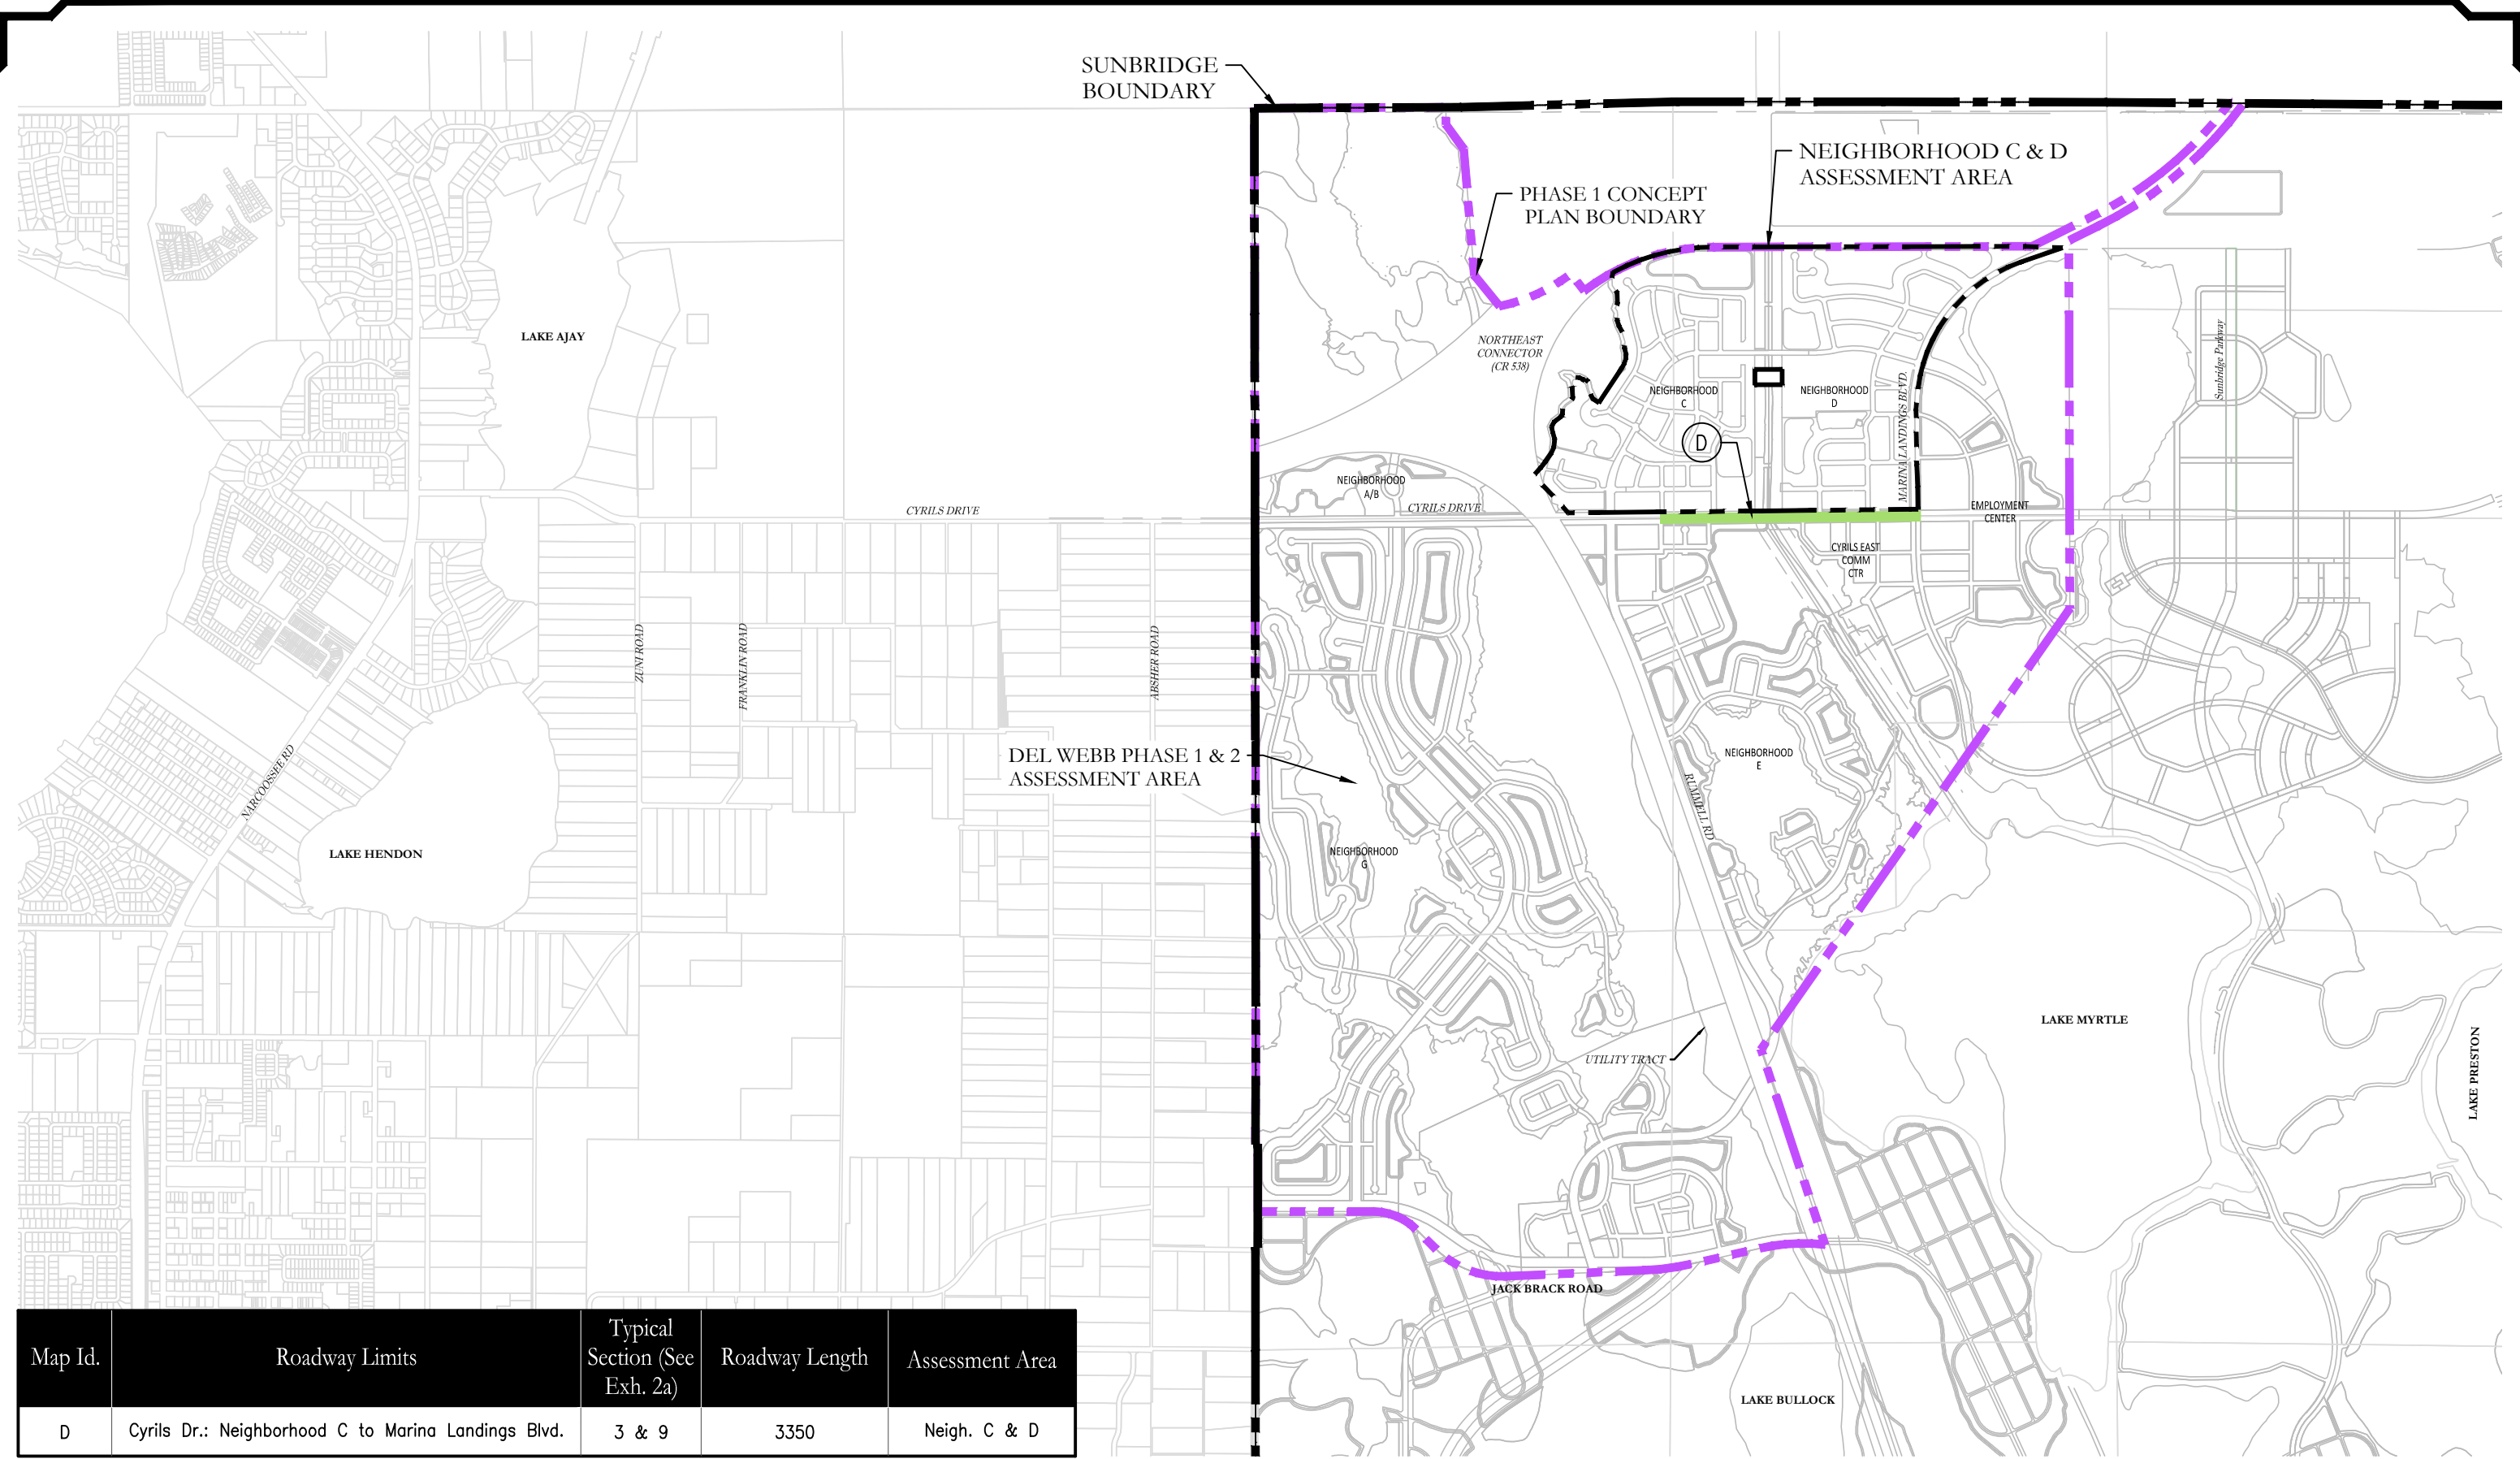 SUNBRIDGE
BOUNDARY
NEIGHBORHOOD C & D
ASSESSMENT AREA
PHASE 1 CONCEPT
PLAN BOUNDARY
LAKE AJAY
NORTHEAST
CONNECTOR
(CR 538)
Sunbridge Parkway
NEIGHBORHOOD
C
NEIGHBORHOOD
D
MARINA LANDINGS BLVD.
D
NEIGHBORHOOD
A/B
CYRILS DRIVE
CYRILS DRIVE
EMPLOYMENT
CENTER
CYRILS EAST
COMM
CTR
ZUNI ROAD
FRANKLIN ROAD
ABSHER ROAD
NARCOOSSEE RD
DEL WEBB PHASE 1 & 2
ASSESSMENT AREA
NEIGHBORHOOD
E
RUMMELL RD
LAKE HENDON
NEIGHBORHOOD
G
LAKE MYRTLE
LAKE PRESTON
UTILITY TRACT
JACK BRACK ROAD
LAKE BULLOCK
Map Id.
Roadway Limits
Typical
Section (See
Exh. 2a)
Roadway Length
Assessment Area
D
Cyrils Dr.: Neighborhood C to Marina Landings Blvd.
3 & 9
3350
Neigh. C & D